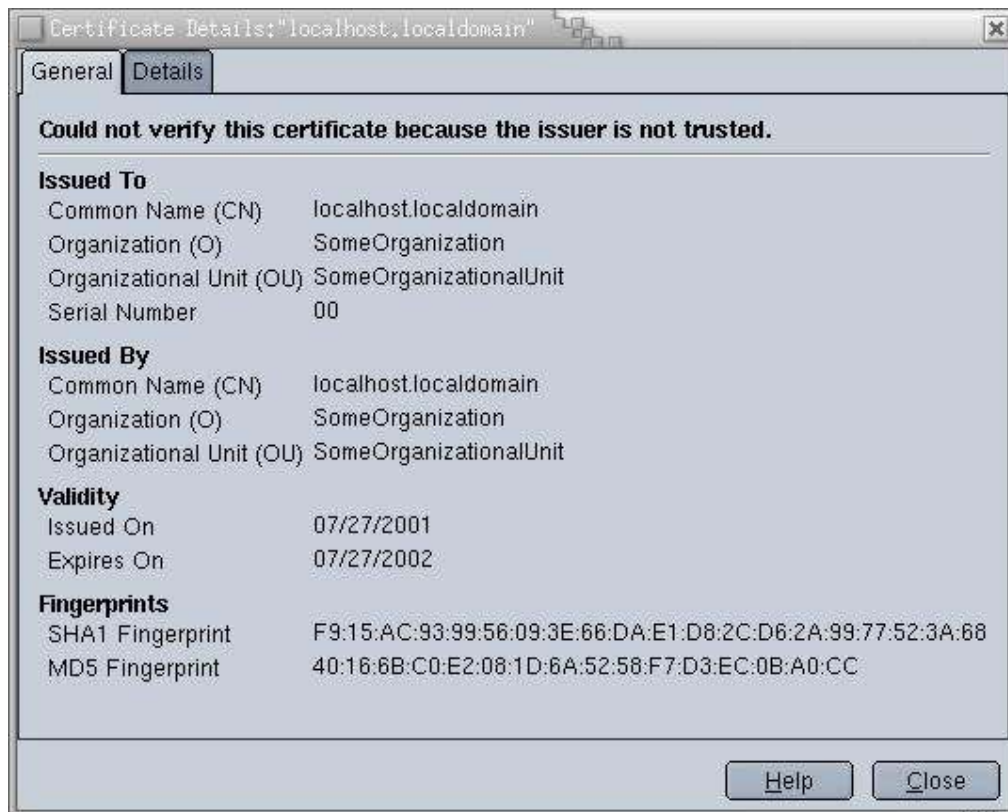 Certificate Details:"localhost.localdomain"
General Details
Could not verify this certificate because the issuer is not trusted.
Issued To
Common Name (CN) localhost.localdomain
Organization (O) SomeOrganization
Organizational Unit (OU) SomeOrganizationalUnit
Serial Number 00
Issued By
Common Name (CN) localhost.localdomain
Organization (O) SomeOrganization
Organizational Unit (OU) SomeOrganizationalUnit
Validity
Issued On 07/27/2001
Expires On 07/27/2002
Fingerprints
SHA1 Fingerprint F9:15:AC:93:99:56:09:3E:66:DA:E1:D8:2C:D6:2A:99:77:52:3A:68
MD5 Fingerprint 40:16:6B:C0:E2:08:1D:6A:52:58:F7:D3:EC:0B:A0:CC
Help Close